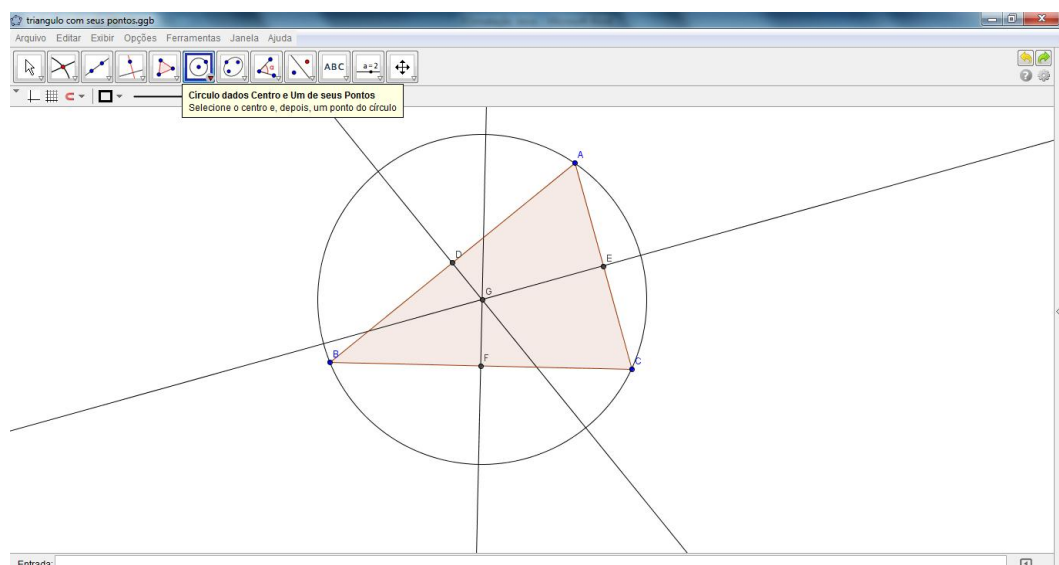 triangulo com seus pontos.ggb
Arquivo Editar Exibir Opções Ferramentas Janela Ajuda
ABC a=2
Circulo dados Centro e Um de seus Pontos
Selecione o centro e, depois, um ponto do círculo
A
D
E
G
B
F
C
Entrada: